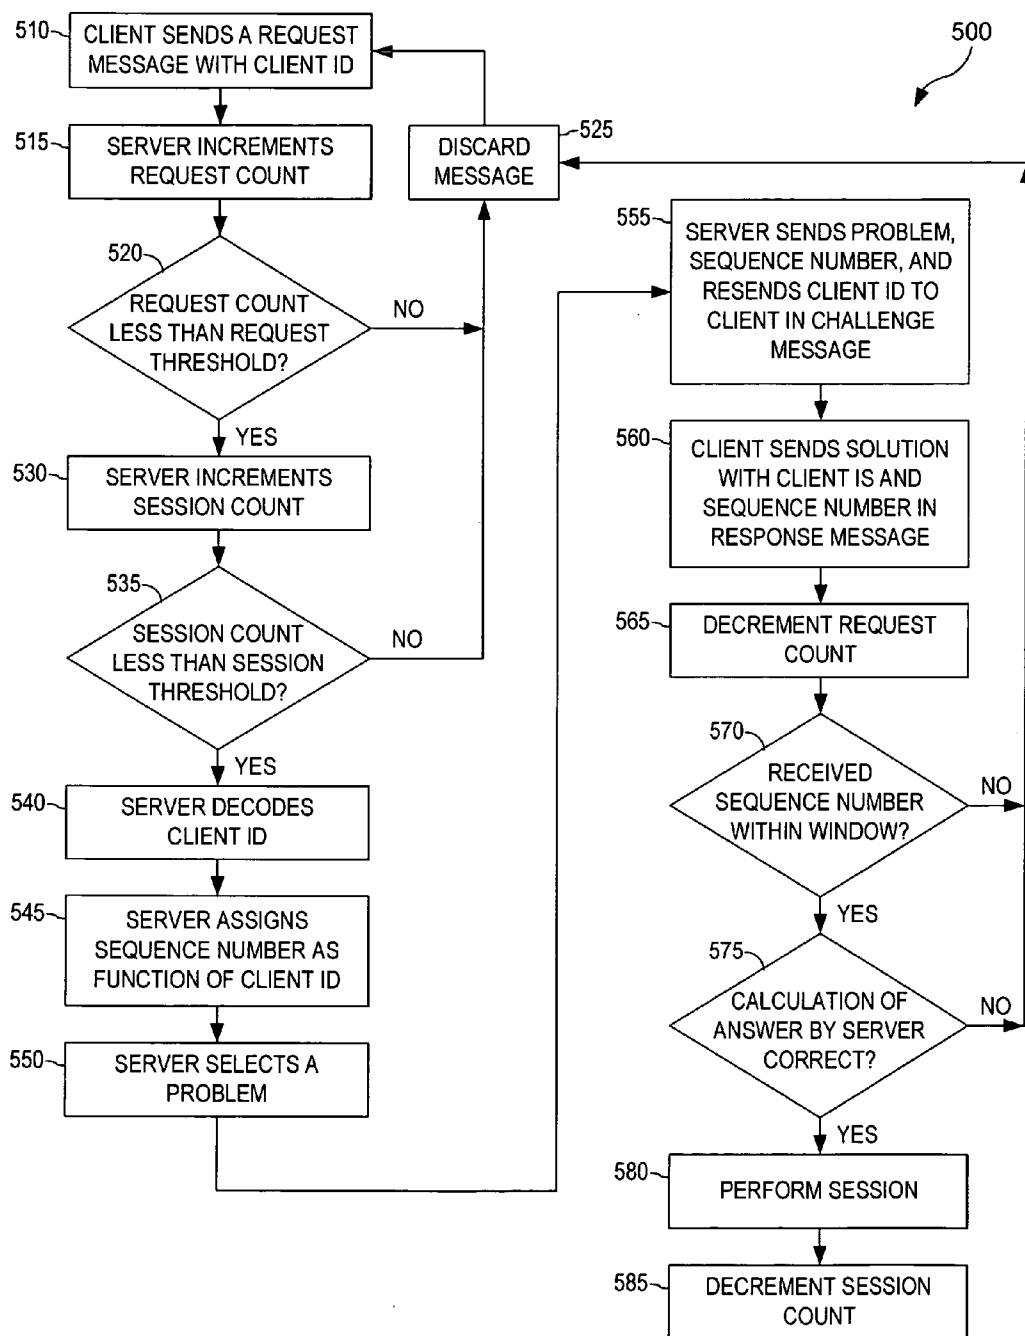 500
510
CLIENT SENDS A REQUEST
MESSAGE WITH CLIENT ID
515
SERVER INCREMENTS
REQUEST COUNT
525
DISCARD
MESSAGE
520
REQUEST COUNT
LESS THAN REQUEST
THRESHOLD?
NO
YES
530
SERVER INCREMENTS
SESSION COUNT
535
SESSION COUNT
LESS THAN SESSION
THRESHOLD?
NO
YES
540
SERVER DECODES
CLIENT ID
545
SERVER ASSIGNS
SEQUENCE NUMBER AS
FUNCTION OF CLIENT ID
550
SERVER SELECTS A
PROBLEM
555
SERVER SENDS PROBLEM,
SEQUENCE NUMBER, AND
RESENDS CLIENT ID TO
CLIENT IN CHALLENGE
MESSAGE
560
CLIENT SENDS SOLUTION
WITH CLIENT IS AND
SEQUENCE NUMBER IN
RESPONSE MESSAGE
565
DECREMENT REQUEST
COUNT
570
RECEIVED
SEQUENCE NUMBER
WITHIN WINDOW?
NO
YES
575
CALCULATION OF
ANSWER BY SERVER
CORRECT?
NO
YES
580
PERFORM SESSION
585
DECREMENT SESSION
COUNT